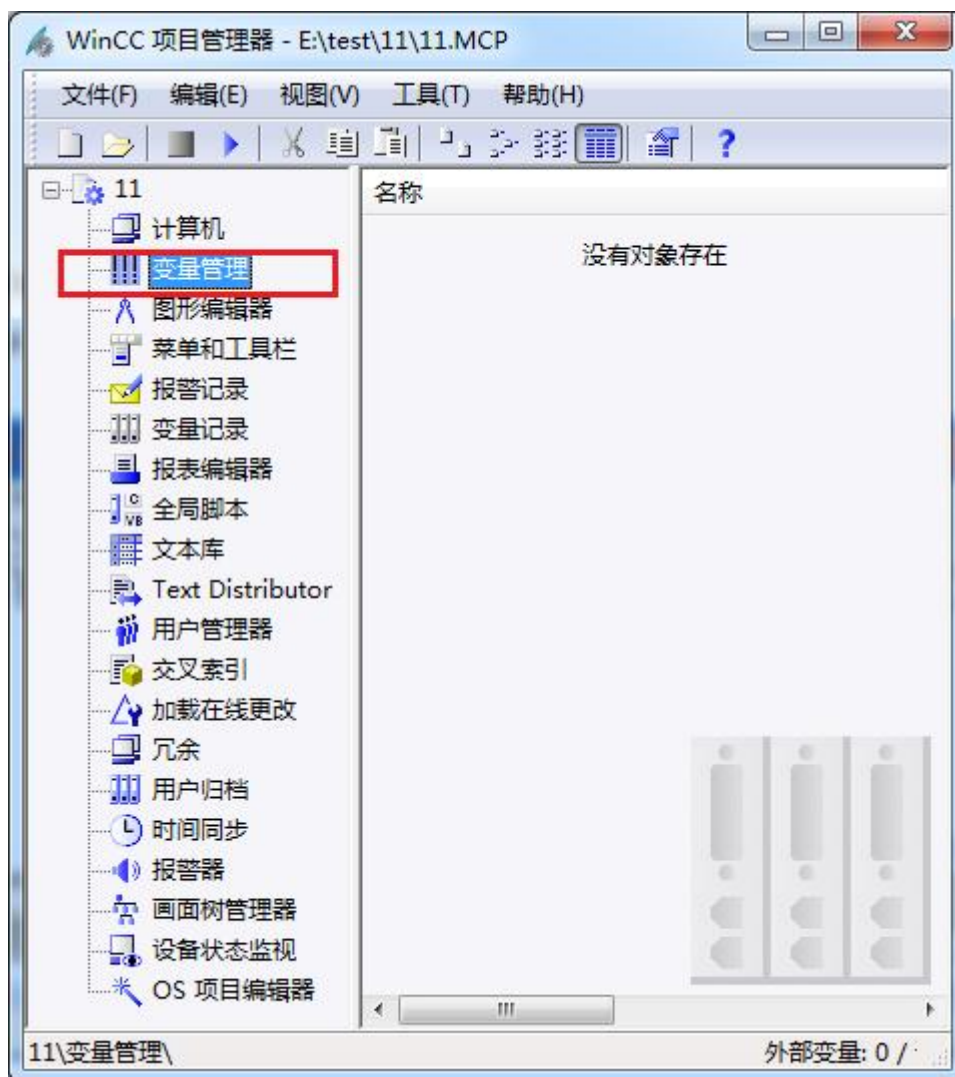 WinCC 项目管理器 - E:\test\11\11.MCP
文件(F) 编辑(E) 视图(V) 工具(T) 帮助(H)
11
名称
计算机
没有对象存在
变量管理
图形编辑器
菜单和工具栏
报警记录
变量记录
报表编辑器
全局脚本
文本库
Text Distributor
用户管理器
交叉索引
加载在线更改
冗余
用户归档
时间同步
报警器
画面树管理器
设备状态监视
OS 项目编辑器
11\变量管理\
外部变量: 0 /